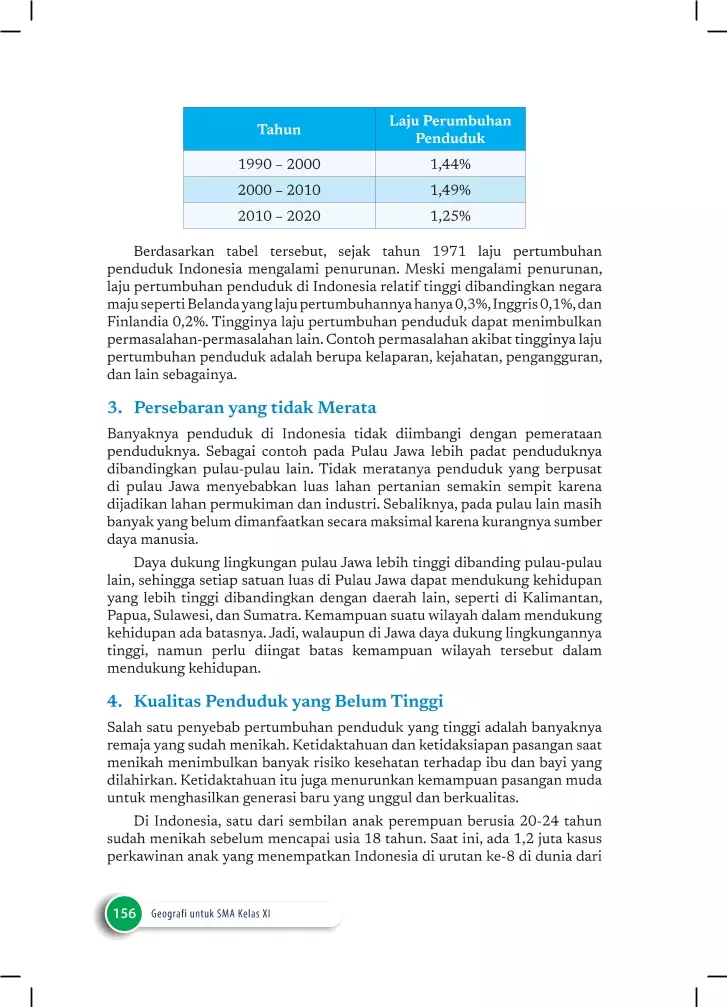 Tahun
Laju Perumbuhan
Penduduk
1990 – 2000 1,44%
2000 – 2010 1,49%
2010 – 2020 1,25%
Berdasarkan tabel tersebut, sejak tahun 1971 laju pertumbuhan
penduduk Indonesia mengalami penurunan. Meski mengalami penurunan,
laju pertumbuhan penduduk di Indonesia relatif tinggi dibandingkan negara
maju seperti Belanda yang laju pertumbuhannya hanya 0,3%, Inggris 0,1%, dan
Finlandia 0,2%. Tingginya laju pertumbuhan penduduk dapat menimbulkan
permasalahan-permasalahan lain. Contoh permasalahan akibat tingginya laju
pertumbuhan penduduk adalah berupa kelaparan, kejahatan, pengangguran,
dan lain sebagainya.
3. Persebaran yang tidak Merata
Banyaknya penduduk di Indonesia tidak diimbangi dengan pemerataan
penduduknya. Sebagai contoh pada Pulau Jawa lebih padat penduduknya
dibandingkan pulau-pulau lain. Tidak meratanya penduduk yang berpusat
di pulau Jawa menyebabkan luas lahan pertanian semakin sempit karena
dijadikan lahan permukiman dan industri. Sebaliknya, pada pulau lain masih
banyak yang belum dimanfaatkan secara maksimal karena kurangnya sumber
daya manusia.
Daya dukung lingkungan pulau Jawa lebih tinggi dibanding pulau-pulau
lain, sehingga setiap satuan luas di Pulau Jawa dapat mendukung kehidupan
yang lebih tinggi dibandingkan dengan daerah lain, seperti di Kalimantan,
Papua, Sulawesi, dan Sumatra. Kemampuan suatu wilayah dalam mendukung
kehidupan ada batasnya. Jadi, walaupun di Jawa daya dukung lingkungannya
tinggi, namun perlu diingat batas kemampuan wilayah tersebut dalam
mendukung kehidupan.
4. Kualitas Penduduk yang Belum Tinggi
Salah satu penyebab pertumbuhan penduduk yang tinggi adalah banyaknya
remaja yang sudah menikah. Ketidaktahuan dan ketidaksiapan pasangan saat
menikah menimbulkan banyak risiko kesehatan terhadap ibu dan bayi yang
dilahirkan. Ketidaktahuan itu juga menurunkan kemampuan pasangan muda
untuk menghasilkan generasi baru yang unggul dan berkualitas.
Di Indonesia, satu dari sembilan anak perempuan berusia 20-24 tahun
sudah menikah sebelum mencapai usia 18 tahun. Saat ini, ada 1,2 juta kasus
perkawinan anak yang menempatkan Indonesia di urutan ke-8 di dunia dari
156 Geografi untuk SMA Kelas XI